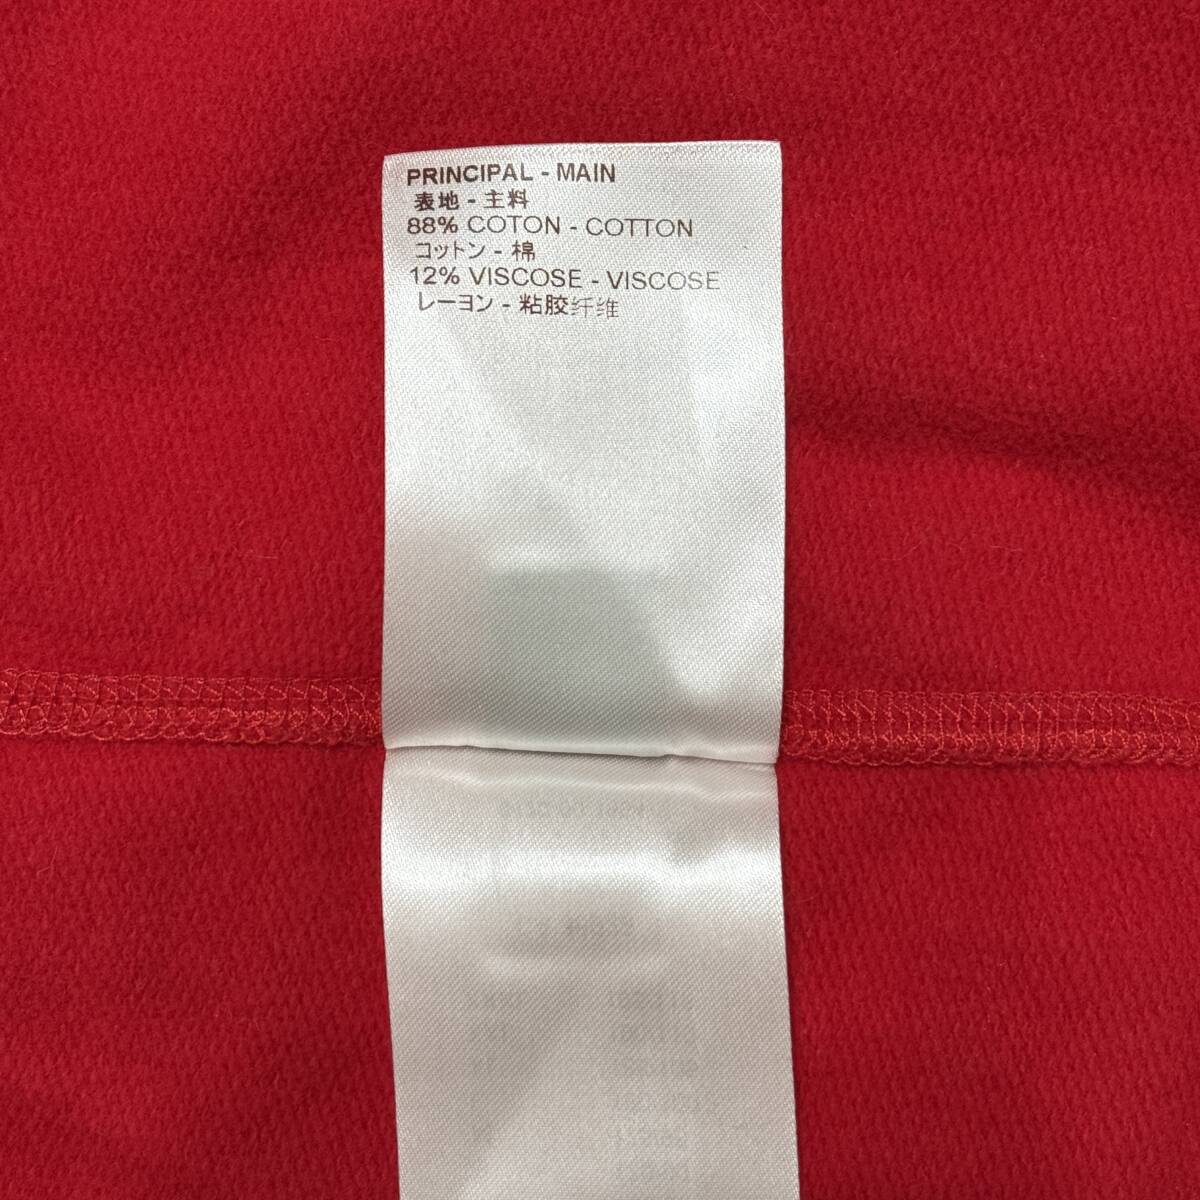 PRINCIPAL - MAIN
表地 - 主料
88% COTON - COTTON
コットン - 棉
12% VISCOSE - VISCOSE
レーヨン - 粘胶纤维